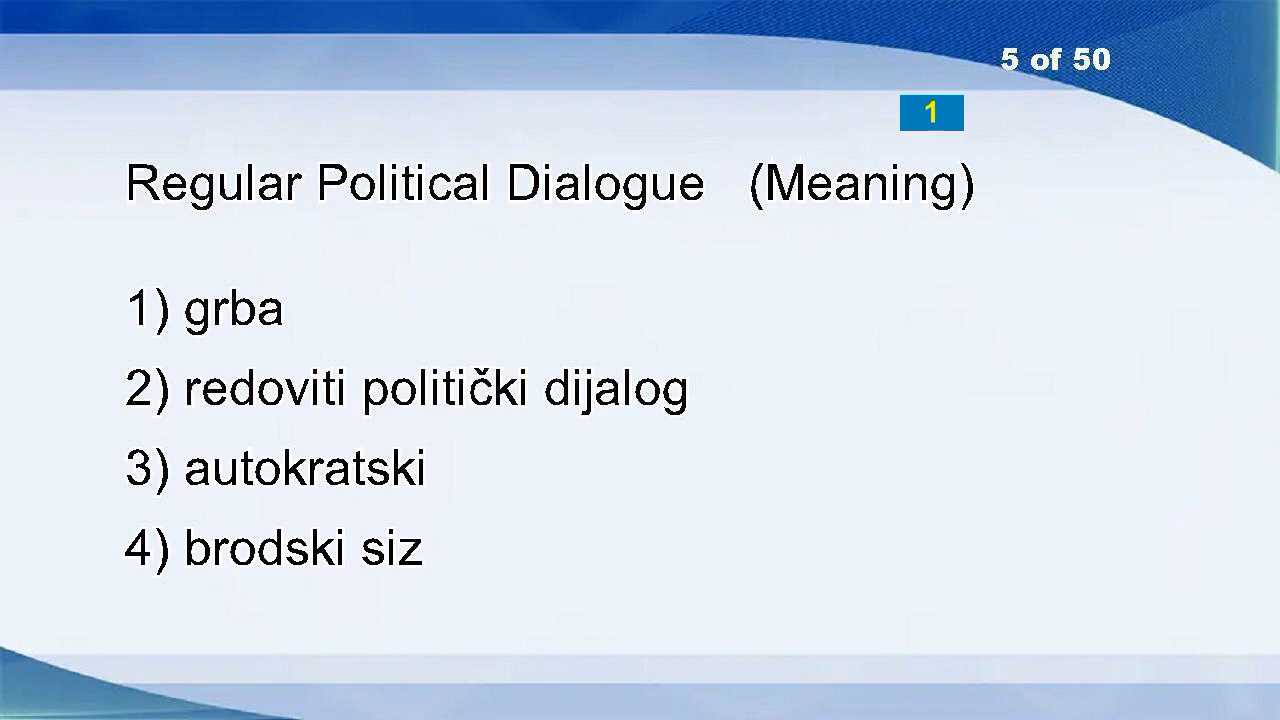 5 of 50
1
Regular Political Dialogue (Meaning)
1) grba
2) redoviti politički dijalog
3) autokratski
4) brodski siz